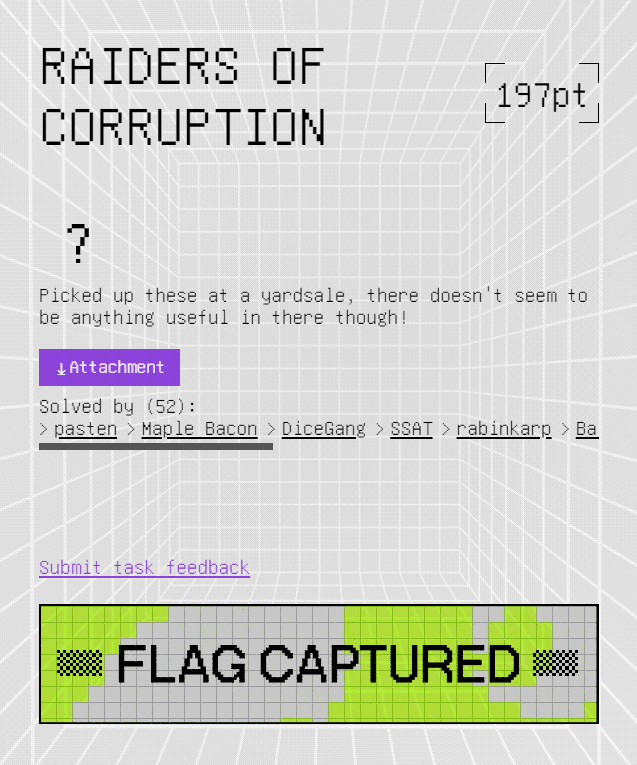 RAIDERS OF
CORRUPTION
197pt
?
Picked up these at a yardsale, there doesn't seem to
be anything useful in there though!
↓Attachment
Solved by (52):
> pasten > Maple Bacon > DiceGang > SSAT > rabinkarp > Ba
Submit task feedback
FLAG CAPTURED